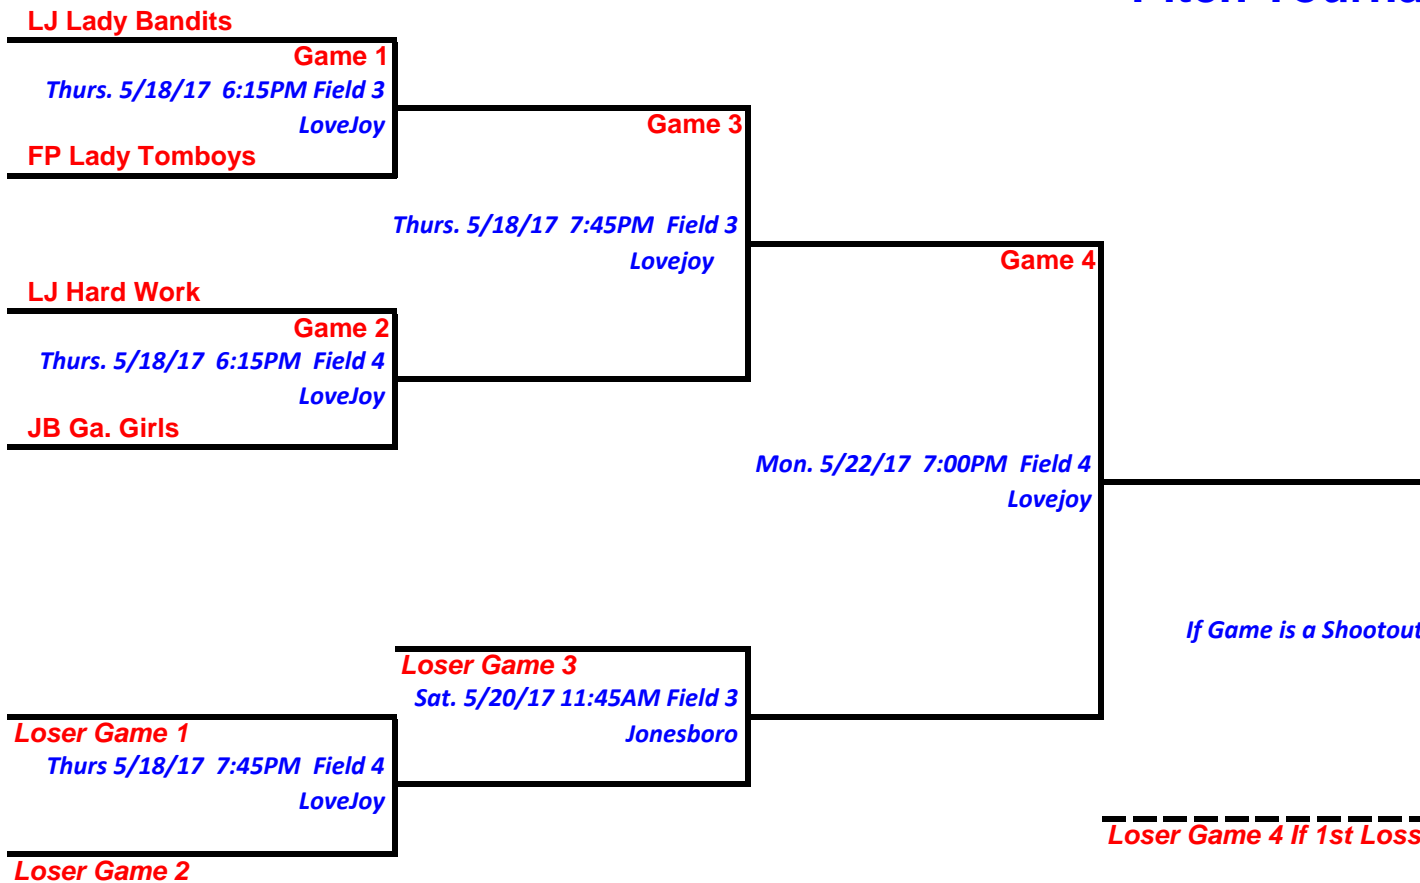 LJ Lady Bandits
Game 1
Thurs. 5/18/17 6:15PM Field 3
LoveJoy
FP Lady Tomboys
Game 3
Thurs. 5/18/17 7:45PM Field 3
Lovejoy
LJ Hard Work
Game 2
Thurs. 5/18/17 6:15PM Field 4
LoveJoy
JB Ga. Girls
Game 4
Mon. 5/22/17 7:00PM Field 4
Lovejoy
If Game is a Shootout
Loser Game 3
Sat. 5/20/17 11:45AM Field 3
Jonesboro
Loser Game 1
Thurs 5/18/17 7:45PM Field 4
LoveJoy
Loser Game 2
Loser Game 4 If 1st Loss